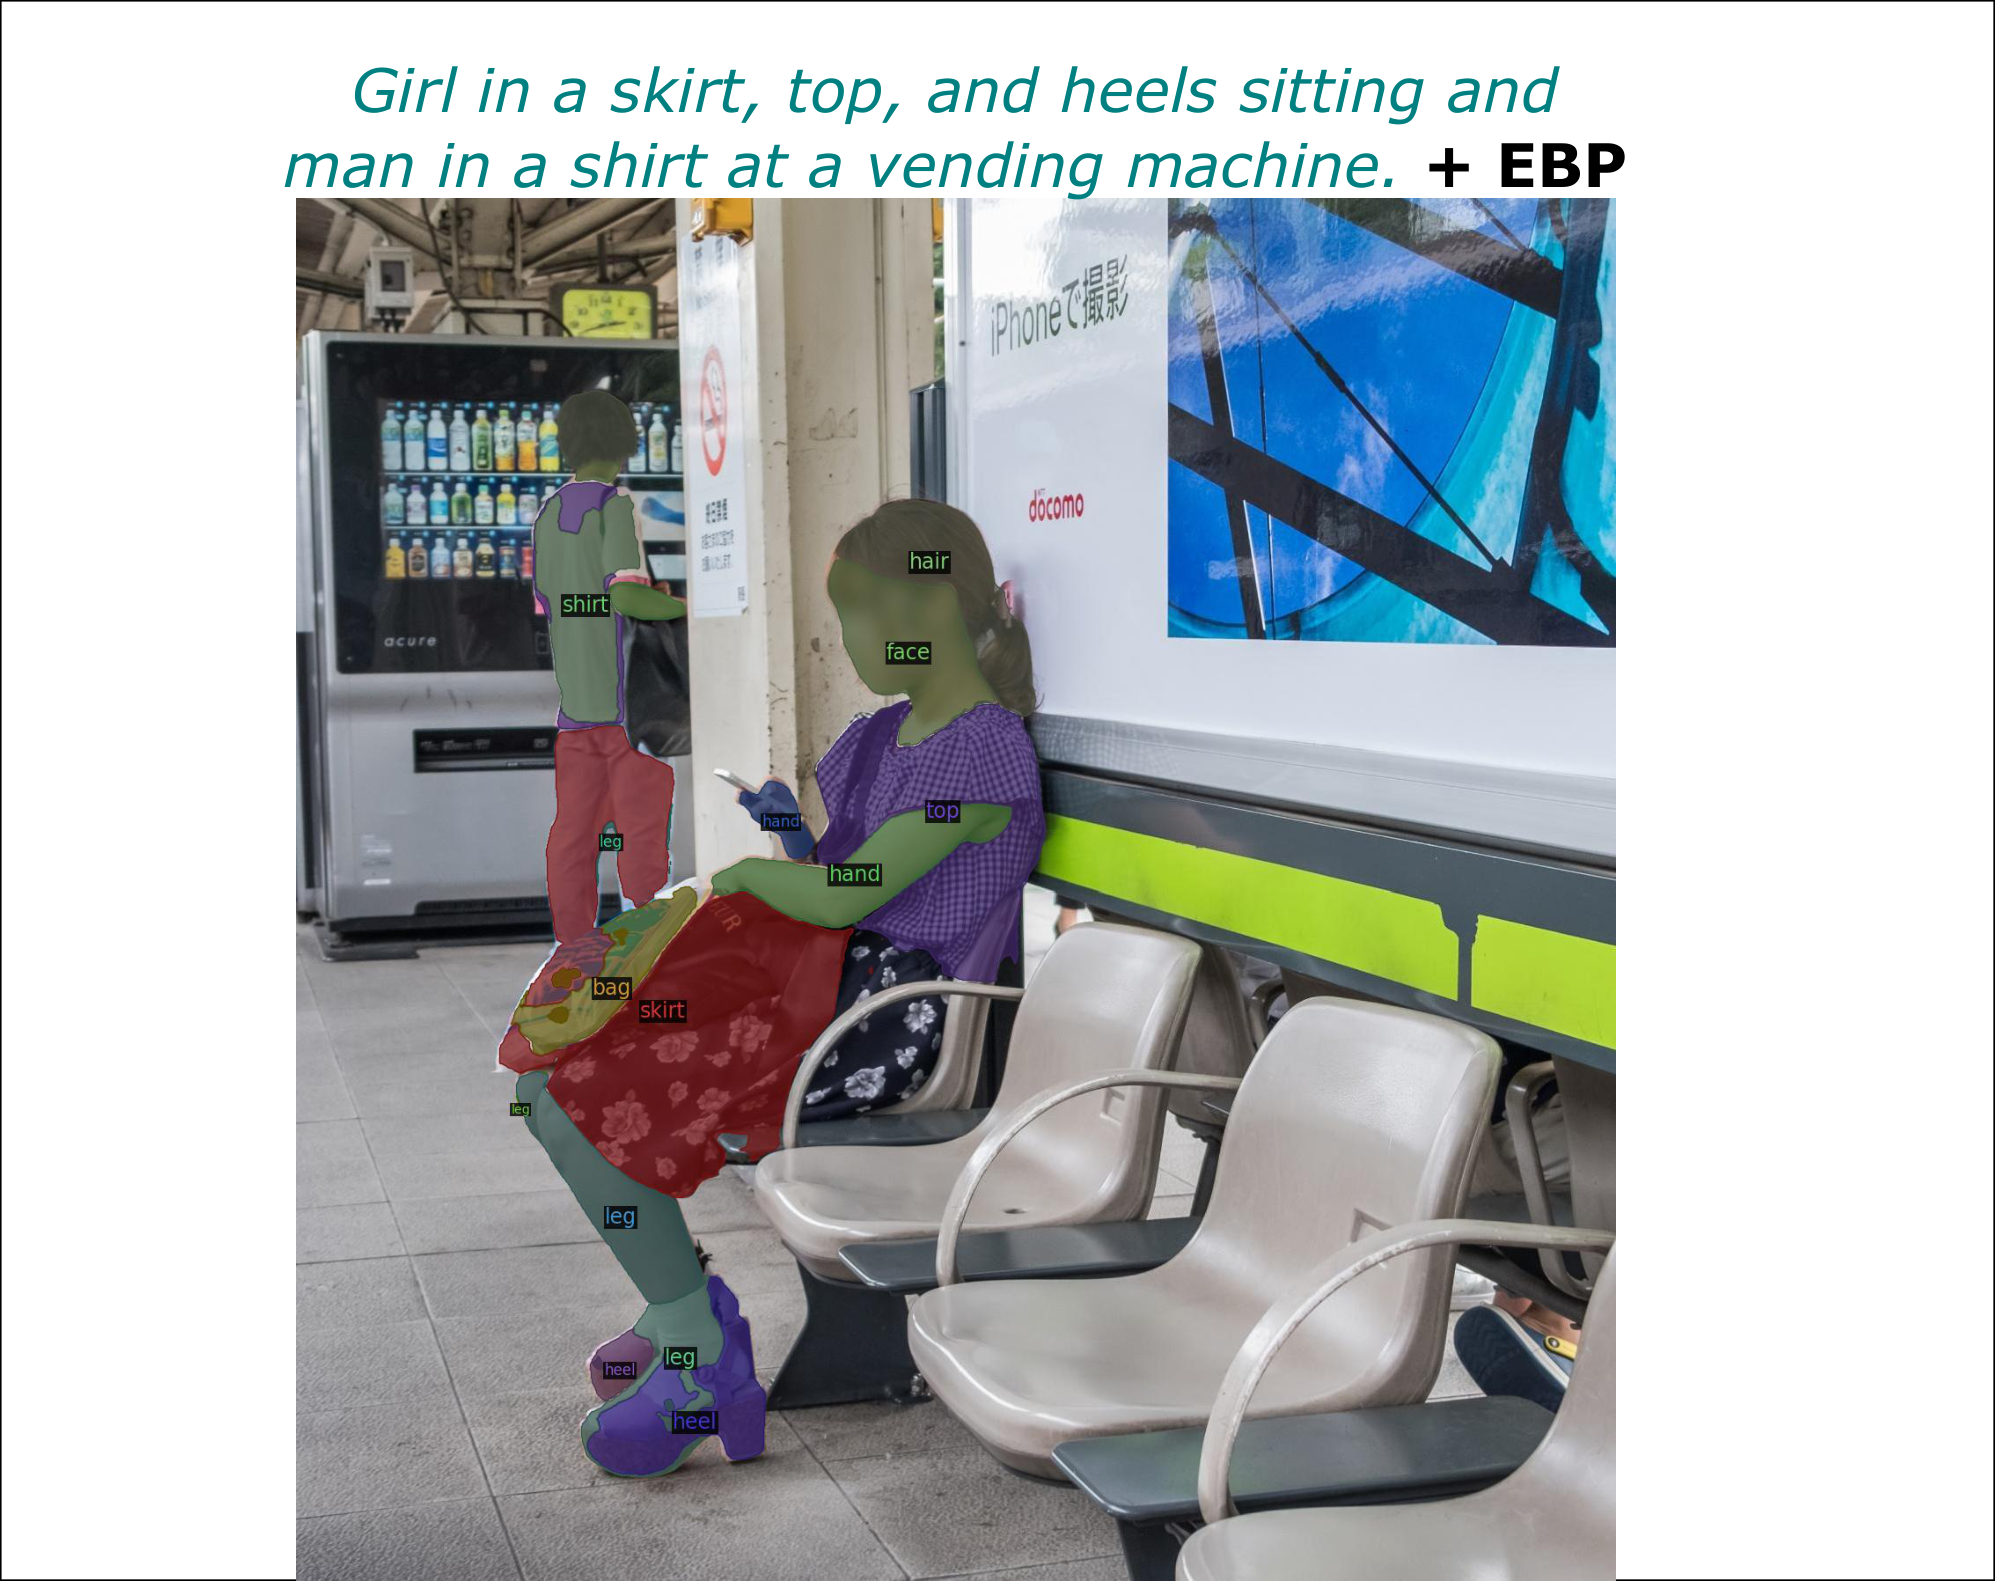 Girl in a skirt, top, and heels sitting and
man in a shirt at a vending machine. + EBP
iPhoneで撮影
docomo
acure
hair
shirt
face
top
hand
leg
hand
bag
skirt
leg
leg
leg
heel
heel